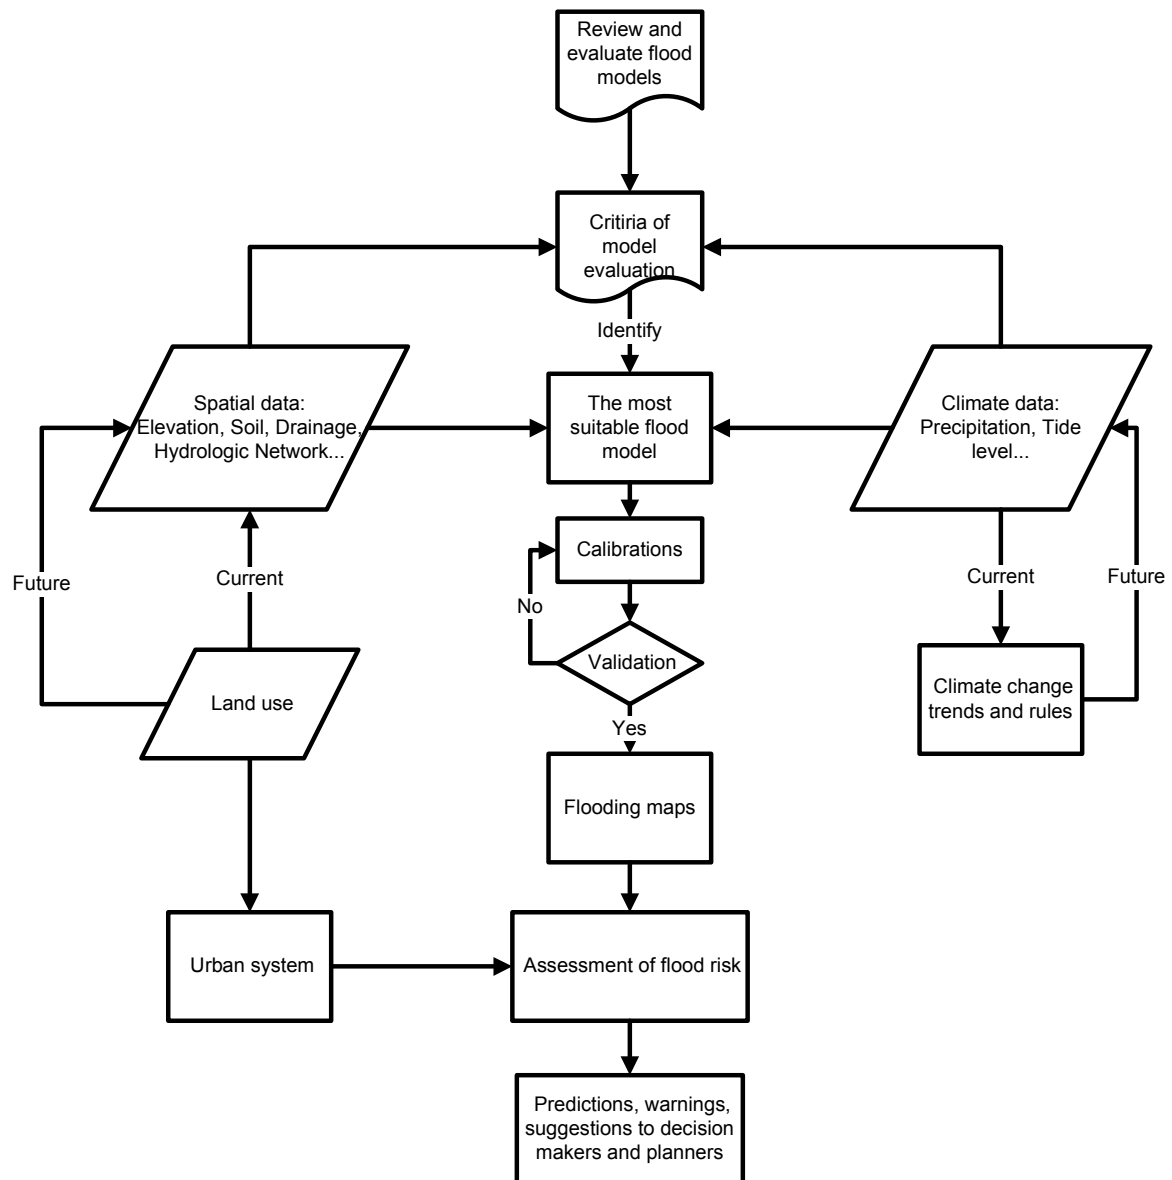 Review and
evaluate flood
models
Critiria of
model
evaluation
Identify
Spatial data:
Elevation, Soil, Drainage,
Hydrologic Network...
The most
suitable flood
model
Climate data:
Precipitation, Tide
level...
Calibrations
Future
Current
No
Current
Future
Validation
Land use
Climate change
trends and rules
Yes
Flooding maps
Urban system
Assessment of flood risk
Predictions, warnings,
suggestions to decision
makers and planners